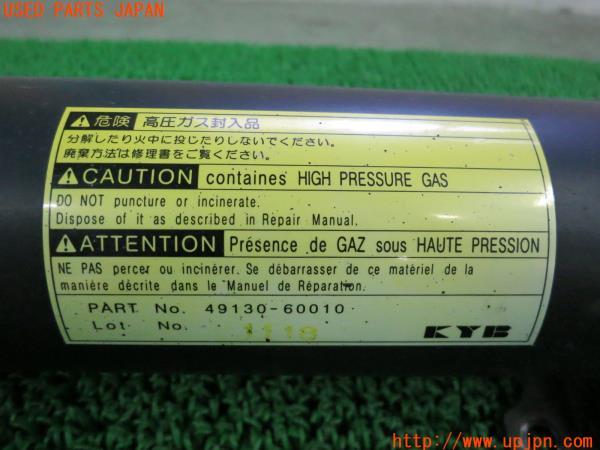 USED PARTS JAPAN
危険 高圧ガス封入品
分解したり火中に投じたりしないでください。
廃棄方法は修理書をご覧ください。
CAUTION containes HIGH PRESSURE GAS
DO NOT puncture or incinerate.
Dispose of it as described in Repair Manual.
ATTENTION Présence de GAZ sous HAUTE PRESSION
NE PAS percer ou incinérer. Se débarrasser de ce matériel de la
manière décrite dans le Manuel de Réparation.
PART No. 49130-60010
Lot No. 1118
KYB
http://www.upjpn.com/